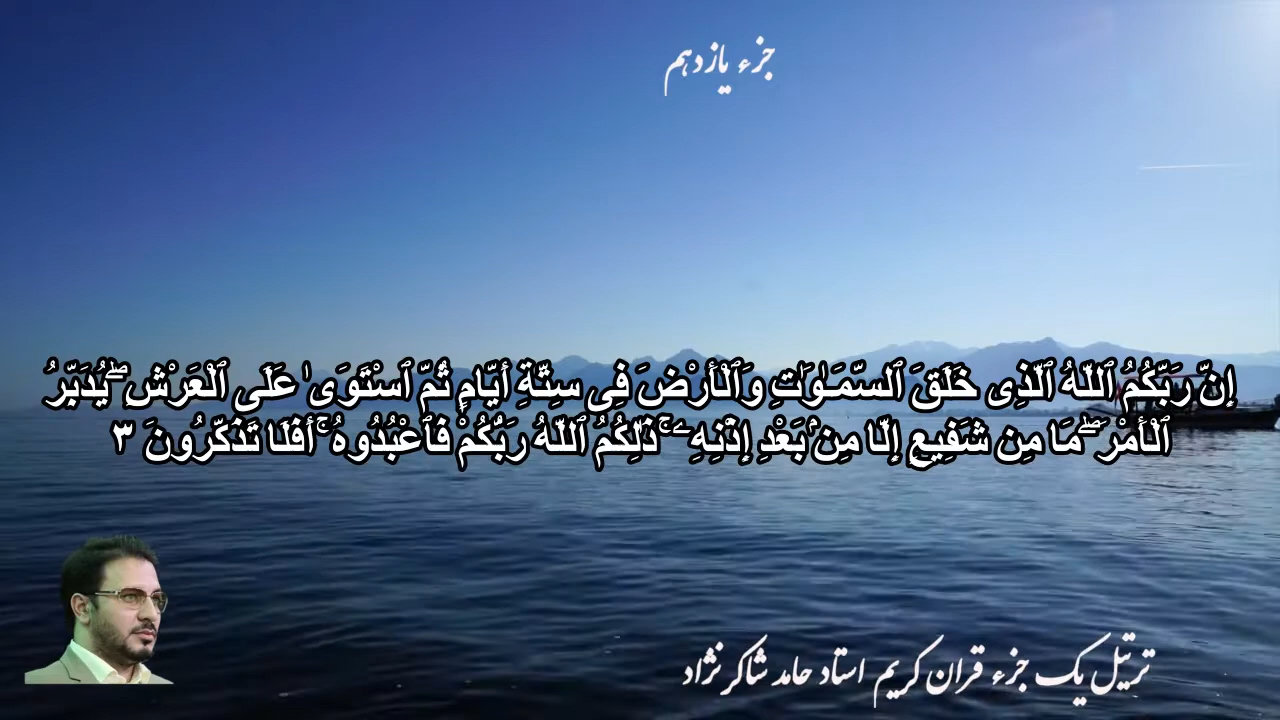 جزء یازدهم
إِنَّ رَبَّكُمُ ٱللَّهُ ٱلَّذِى خَلَقَ ٱلسَّمَـٰوَٰتِ وَٱلْأَرْضَ فِى سِتَّةِ أَيَّامٍ ثُمَّ ٱسْتَوَىٰ عَلَى ٱلْعَرْشِ ۖ يُدَبِّرُ
ٱلْأَمْرَ ۖ مَا مِن شَفِيعٍ إِلَّا مِنۢ بَعْدِ إِذْنِهِۦ ۚ ذَٰلِكُمُ ٱللَّهُ رَبُّكُمْ فَٱعْبُدُوهُ ۚ أَفَلَا تَذَكَّرُونَ ٣
ترتیل یک جزء قران کریم استاد حامد شاکرنژاد